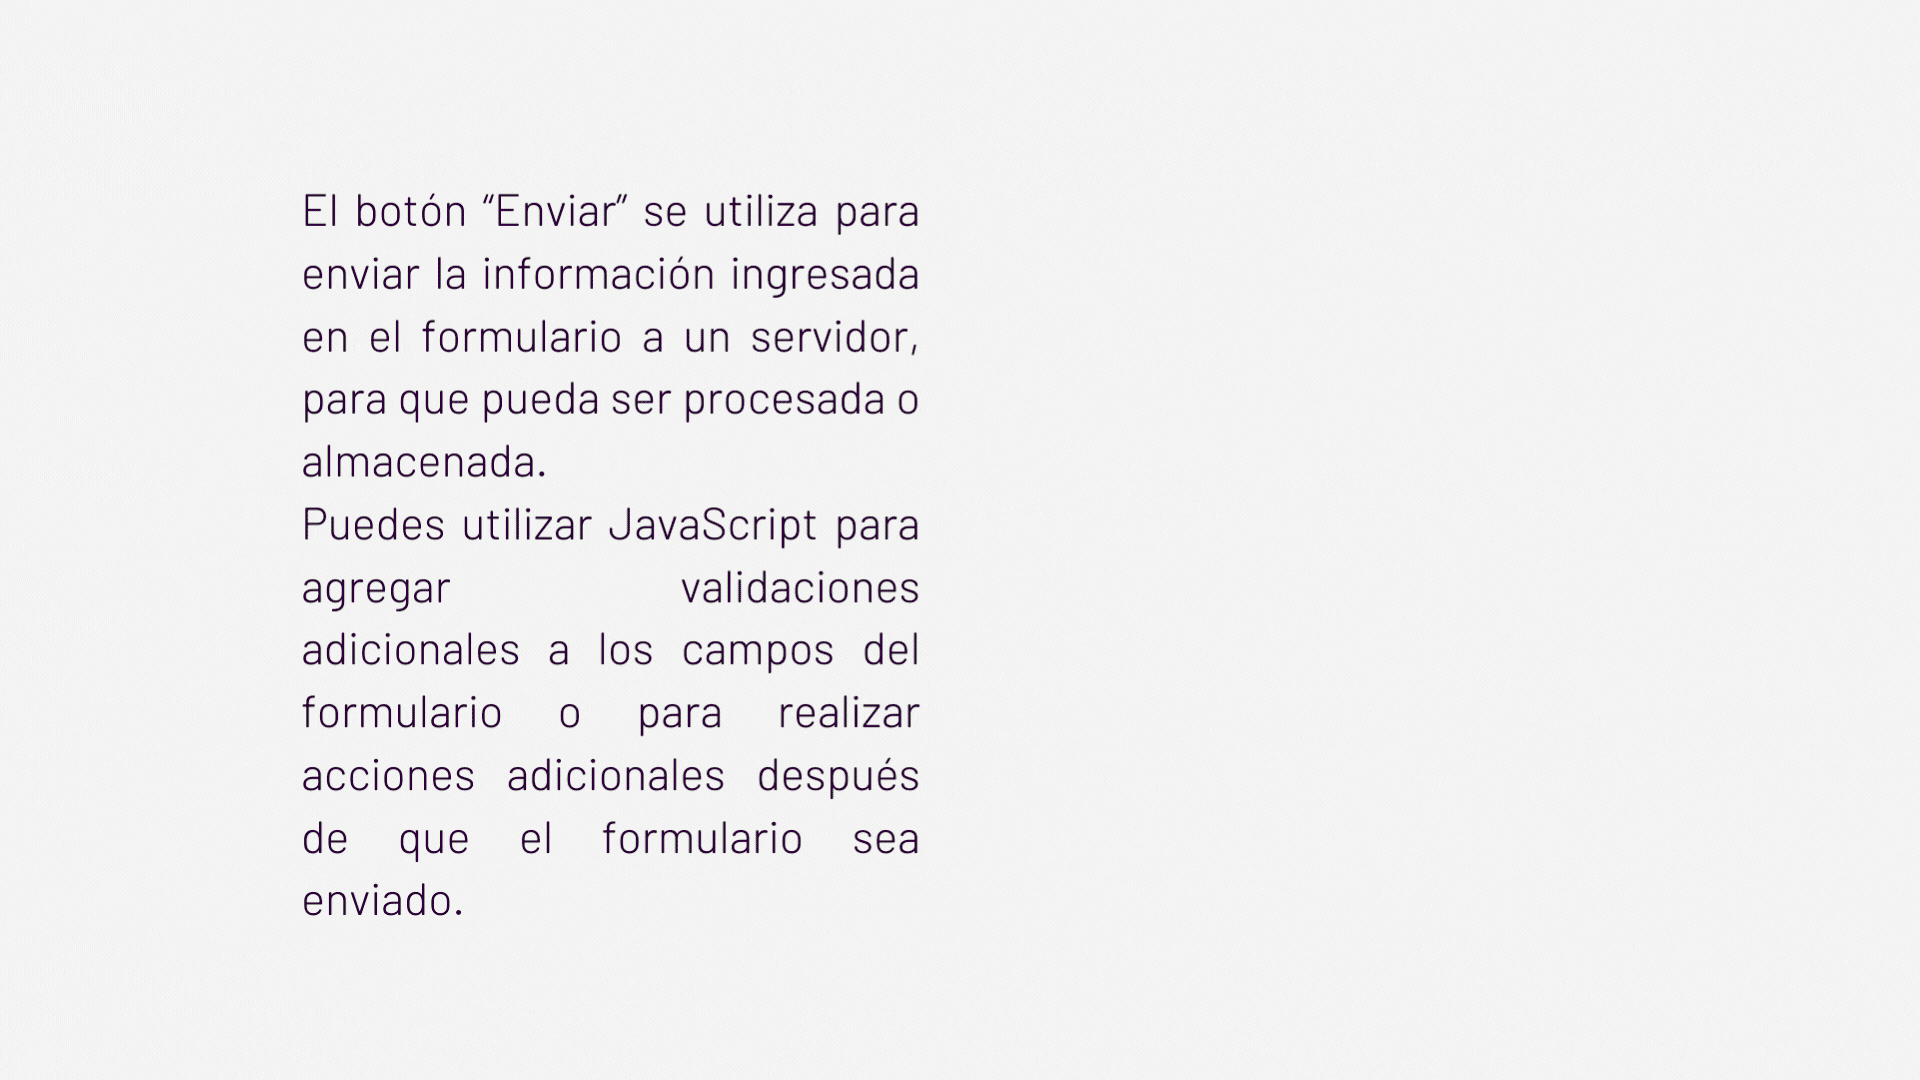 El botón “Enviar” se utiliza para
enviar la información ingresada
en el formulario a un servidor,
para que pueda ser procesada o
almacenada.
Puedes utilizar JavaScript para
agregar validaciones
adicionales a los campos del
formulario o para realizar
acciones adicionales después
de que el formulario sea
enviado.